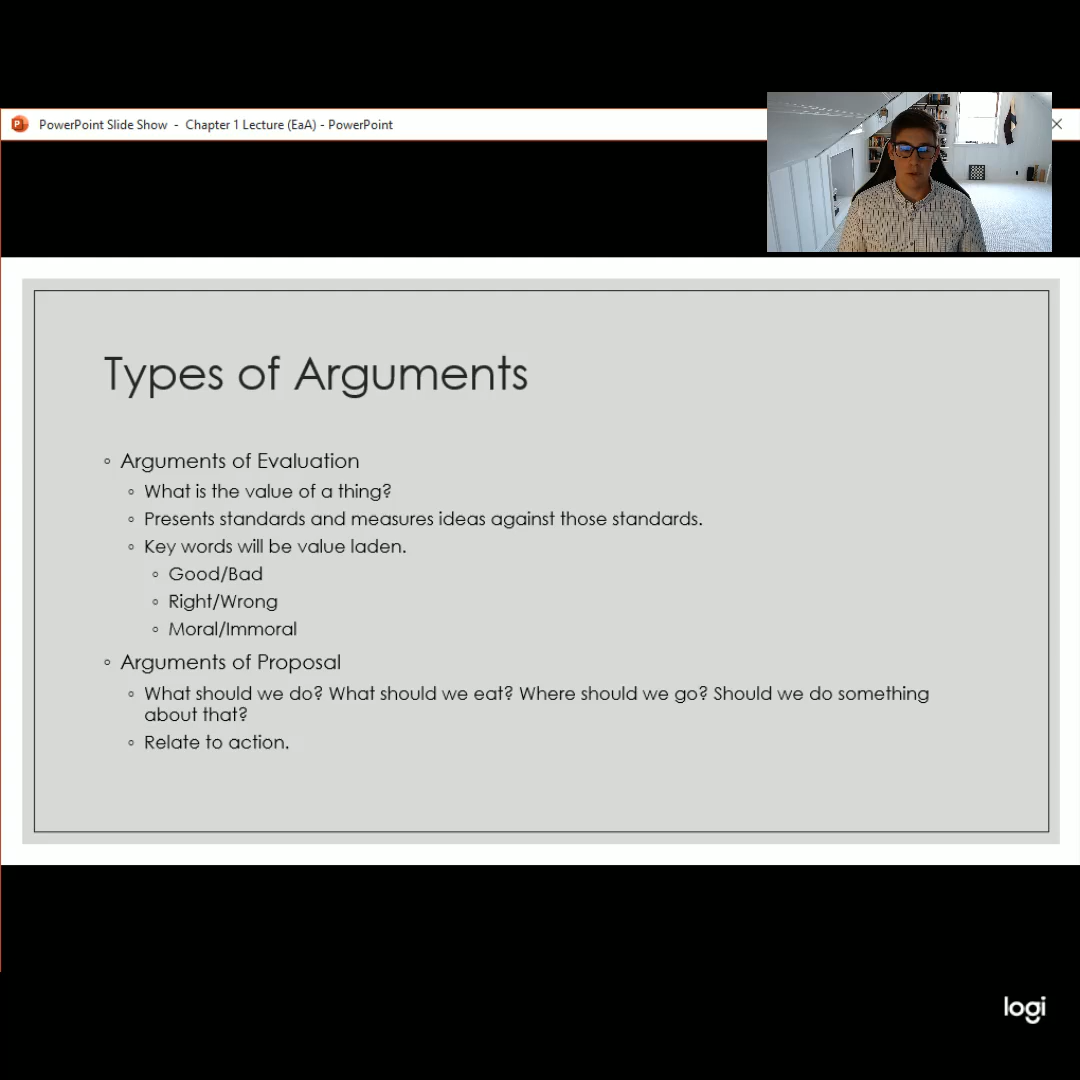 PowerPoint Slide Show - Chapter 1 Lecture (EaA) - PowerPoint
Types of Arguments
Arguments of Evaluation
What is the value of a thing?
Presents standards and measures ideas against those standards.
Key words will be value laden.
Good/Bad
Right/Wrong
Moral/Immoral
Arguments of Proposal
What should we do? What should we eat? Where should we go? Should we do something
about that?
Relate to action.
logi